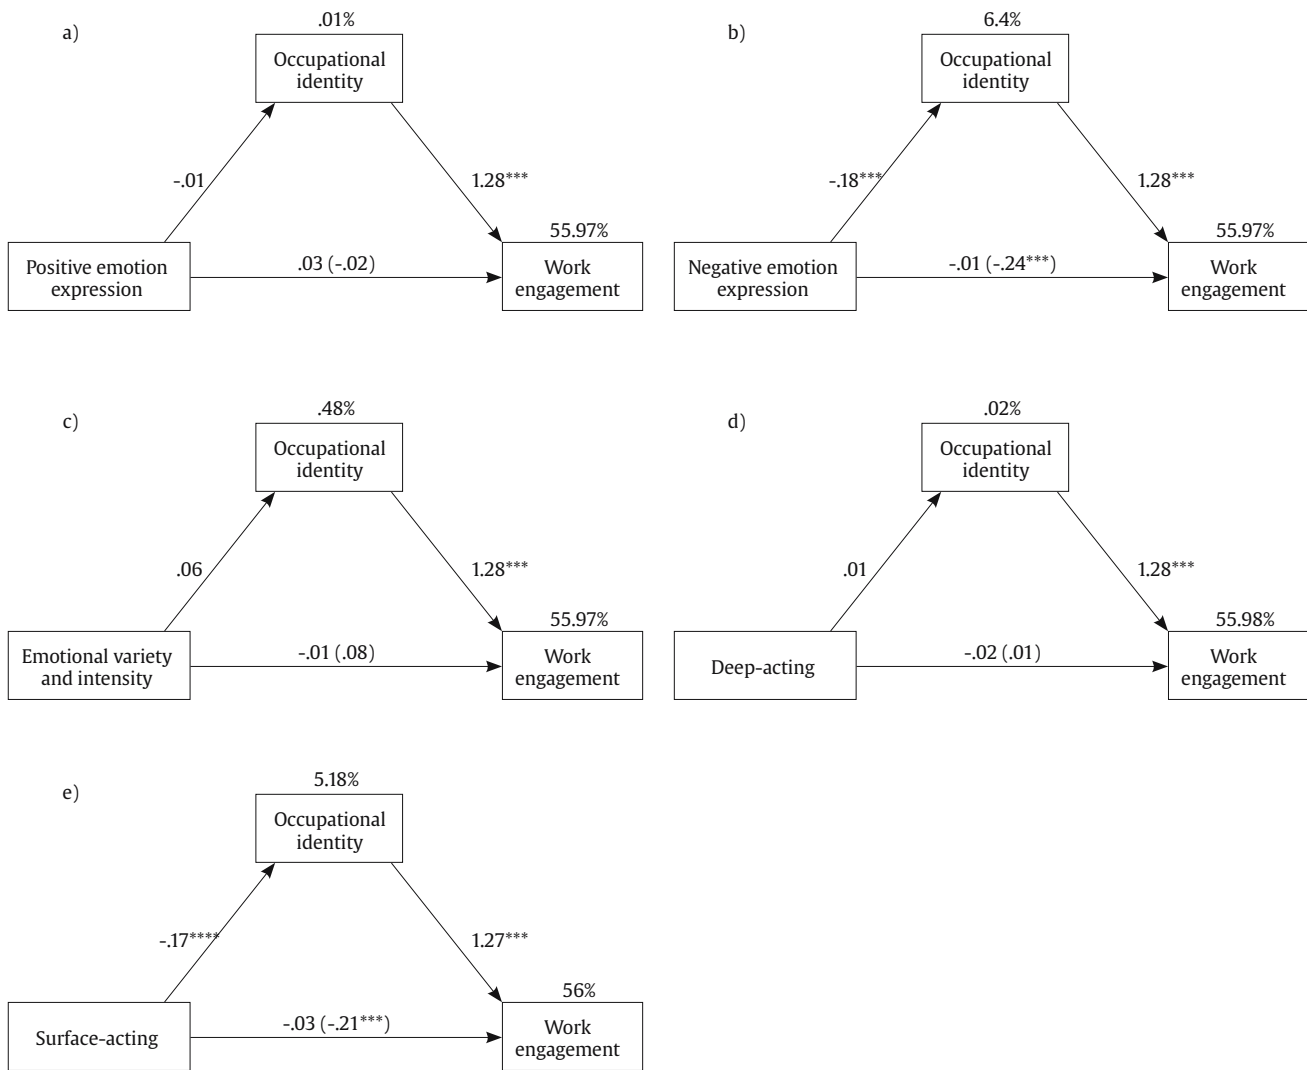 a)
.01%
Occupational
identity
-.01
1.28***
55.97%
Positive emotion
expression
.03 (-.02)
Work
engagement
b)
6.4%
Occupational
identity
-.18***
1.28***
55.97%
Negative emotion
expression
-.01 (-.24***)
Work
engagement
c)
.48%
Occupational
identity
.06
1.28***
55.97%
Emotional variety
and intensity
-.01 (.08)
Work
engagement
d)
.02%
Occupational
identity
.01
1.28***
55.98%
Deep-acting
-.02 (.01)
Work
engagement
e)
5.18%
Occupational
identity
-.17****
1.27***
56%
Surface-acting
-.03 (-.21***)
Work
engagement